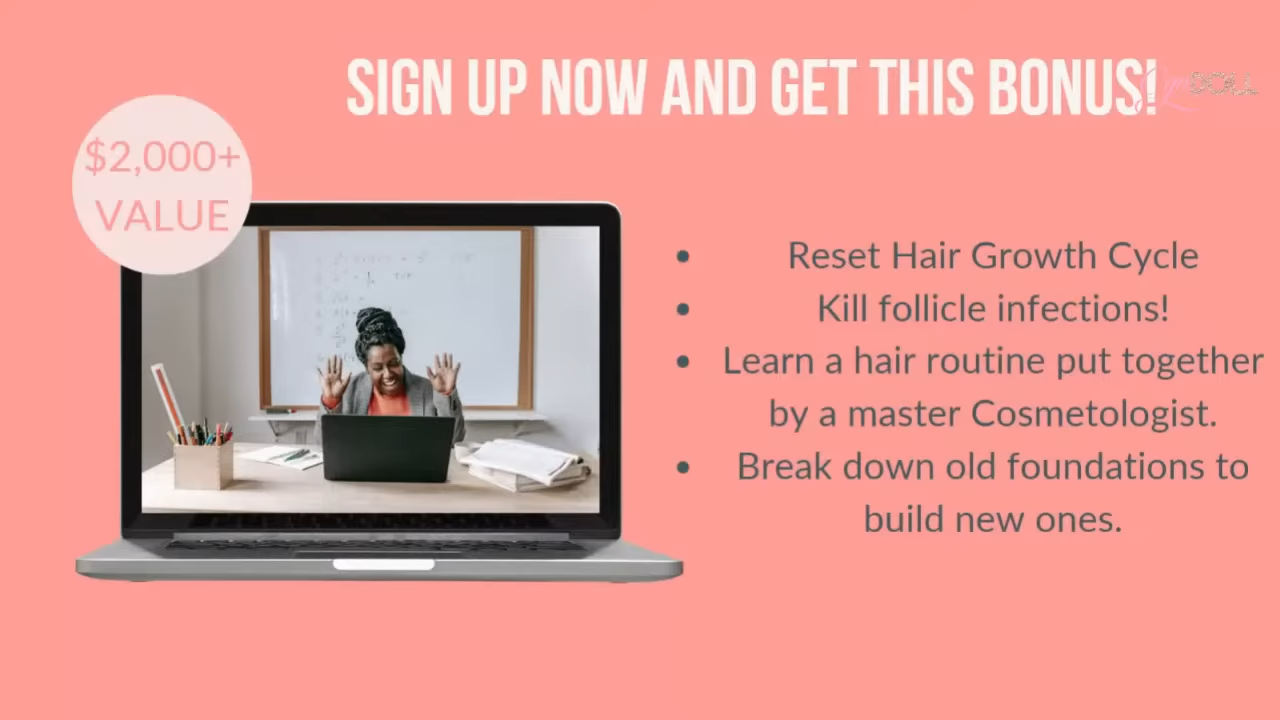 SIGN UP NOW AND GET THIS BONUS!
DOLL
$2,000+
VALUE
• Reset Hair Growth Cycle
• Kill follicle infections!
• Learn a hair routine put together
by a master Cosmetologist.
• Break down old foundations to
build new ones.